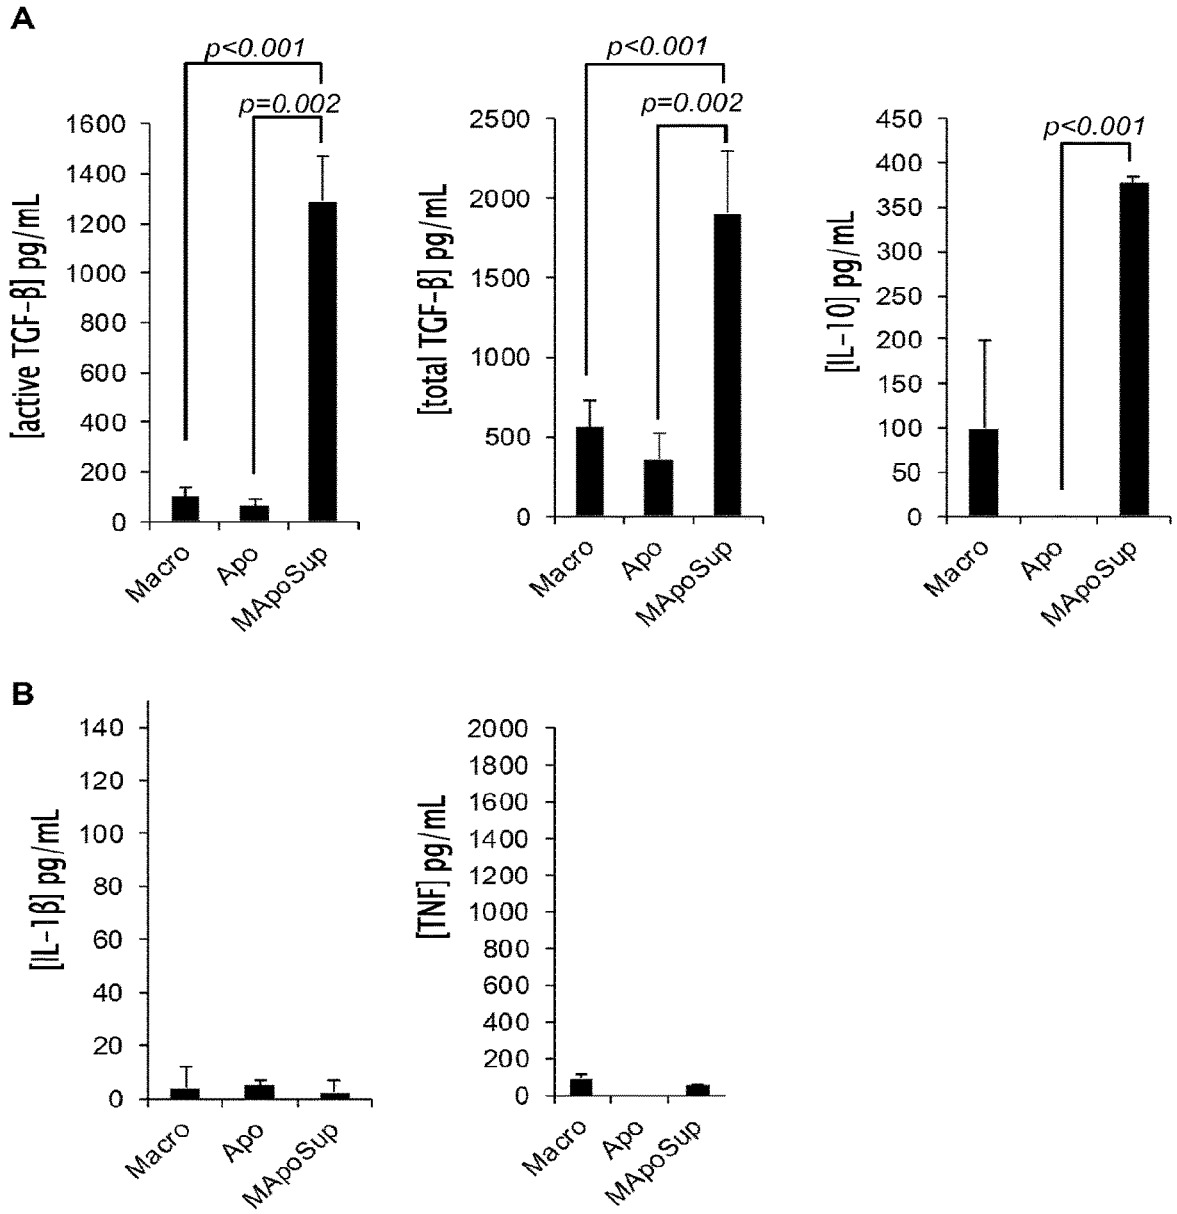 A
p<0.001
p=0.002
[active TGF-β] pg/mL
1600
1400
1200
1000
800
600
400
200
0
Macro
Apo
MApoSup
p<0.001
p=0.002
[total TGF-β] pg/mL
2500
2000
1500
1000
500
0
Macro
Apo
MApoSup
p<0.001
[IL-10] pg/mL
450
400
350
300
250
200
150
100
50
0
Macro
Apo
MApoSup
B
[IL-1β] pg/mL
140
120
100
80
60
40
20
0
Macro
Apo
MApoSup
[TNF] pg/mL
2000
1800
1600
1400
1200
1000
800
600
400
200
0
Macro
Apo
MApoSup